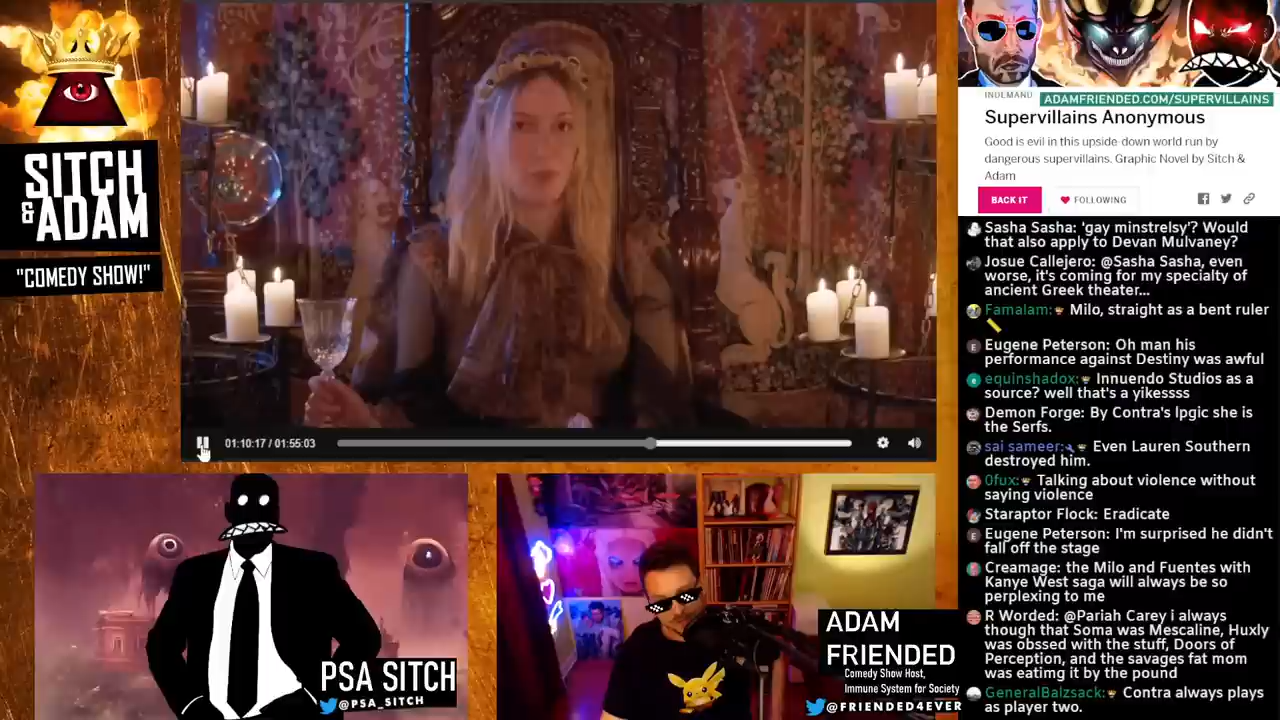 SITCH
& ADAM
"COMEDY SHOW!"
01:10:17 / 01:55:03
PSA SITCH
@PSA_SITCH
ADAM
FRIENDED
Comedy Show Host,
Immune System for Society
@FRIENDED4EVER
INDEMAND
ADAMFRIENDED.COM/SUPERVILLAINS
Supervillains Anonymous
Good is evil in this upside-down world run by
dangerous supervillains. Graphic Novel by Sitch &
Adam
BACK IT
FOLLOWING
Sasha Sasha: 'gay minstrelsy'? Would
that also apply to Devan Mulvaney?
Josue Callejero: @Sasha Sasha, even
worse, it's coming for my specialty of
ancient Greek theater...
Famalam: Milo, straight as a bent ruler
Eugene Peterson: Oh man his
performance against Destiny was awful
equinshadox: Innuendo Studios as a
source? well that's a yikessss
Demon Forge: By Contra's lpgic she is
the Serfs.
sai sameer: Even Lauren Southern
destroyed him.
0fux: Talking about violence without
saying violence
Staraptor Flock: Eradicate
Eugene Peterson: I'm surprised he didn't
fall off the stage
Creamage: the Milo and Fuentes with
Kanye West saga will always be so
perplexing to me
R Worded: @Pariah Carey i always
though that Soma was Mescaline, Huxly
was obssed with the stuff, Doors of
Perception, and the savages fat mom
was eating it by the pound
GeneralBalzsack: Contra always plays
as player two.